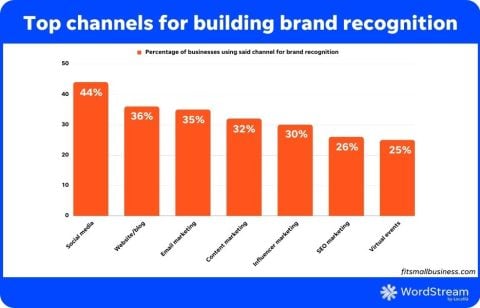 Top channels for building brand recognition
Percentage of businesses using said channel for brand recognition
50
40
30
20
10
0
44%
36%
35%
32%
30%
26%
25%
Social media
Website/blog
Email marketing
Content marketing
Influencer marketing
SEO marketing
Virtual events
fitsmallbusiness.com
WordStream
by LocaliQ